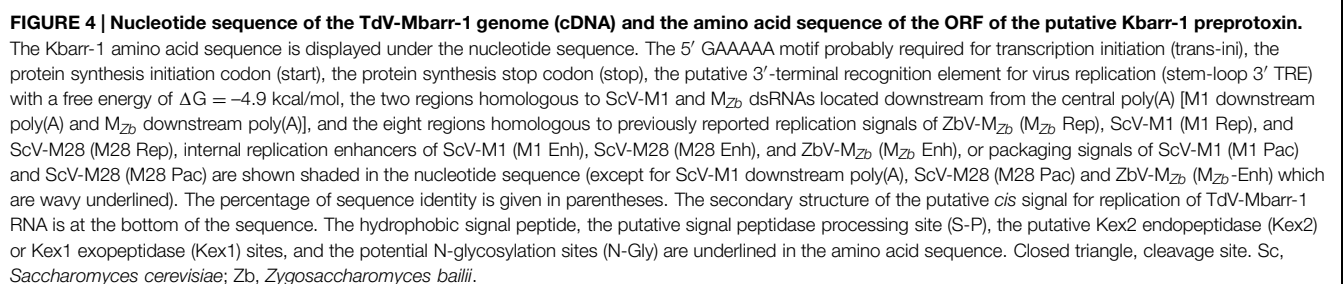 FIGURE 4 | Nucleotide sequence of the TdV-Mbarr-1 genome (cDNA) and the amino acid sequence of the ORF of the putative Kbarr-1 preprotoxin.
The Kbarr-1 amino acid sequence is displayed under the nucleotide sequence. The 5′ GAAAAA motif probably required for transcription initiation (trans-ini), the
protein synthesis initiation codon (start), the protein synthesis stop codon (stop), the putative 3′-terminal recognition element for virus replication (stem-loop 3′ TRE)
with a free energy of ΔG = –4.9 kcal/mol, the two regions homologous to ScV-M1 and MZb dsRNAs located downstream from the central poly(A) [M1 downstream
poly(A) and MZb downstream poly(A)], and the eight regions homologous to previously reported replication signals of ZbV-MZb (MZb Rep), ScV-M1 (M1 Rep), and
ScV-M28 (M28 Rep), internal replication enhancers of ScV-M1 (M1 Enh), ScV-M28 (M28 Enh), and ZbV-MZb (MZb Enh), or packaging signals of ScV-M1 (M1 Pac)
and ScV-M28 (M28 Pac) are shown shaded in the nucleotide sequence (except for ScV-M1 downstream poly(A), ScV-M28 (M28 Pac) and ZbV-MZb (MZb-Enh) which
are wavy underlined). The percentage of sequence identity is given in parentheses. The secondary structure of the putative cis signal for replication of TdV-Mbarr-1
RNA is at the bottom of the sequence. The hydrophobic signal peptide, the putative signal peptidase processing site (S-P), the putative Kex2 endopeptidase (Kex2)
or Kex1 exopeptidase (Kex1) sites, and the potential N-glycosylation sites (N-Gly) are underlined in the amino acid sequence. Closed triangle, cleavage site. Sc,
Saccharomyces cerevisiae; Zb, Zygosaccharomyces bailii.